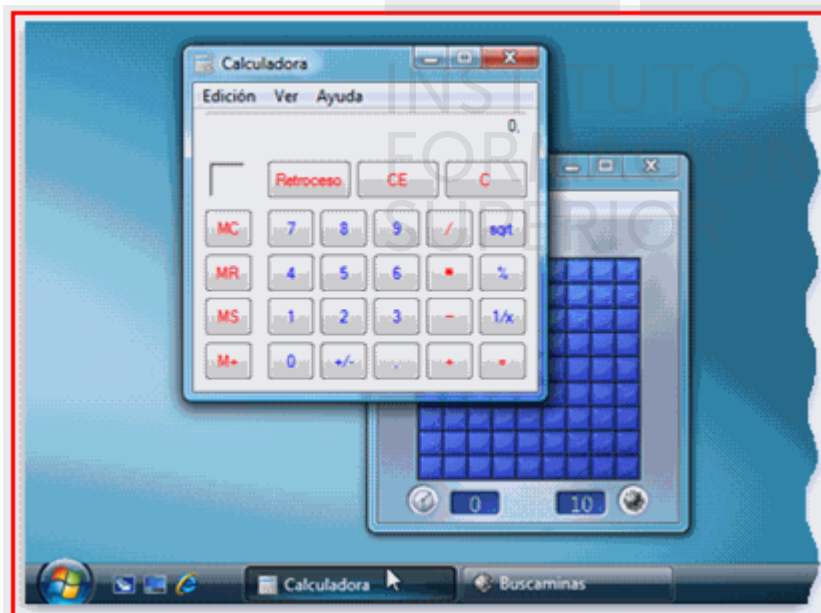 INSTITUTO D
FORMACIÓN
SUPERIOR
Calculadora
Edición Ver Ayuda
0,
Retroceso CE C
MC 7 8 9 / sqrt
MR 4 5 6 * %
MS 1 2 3 - 1/x
M+ 0 +/- , + =
0 10
Calculadora Buscaminas